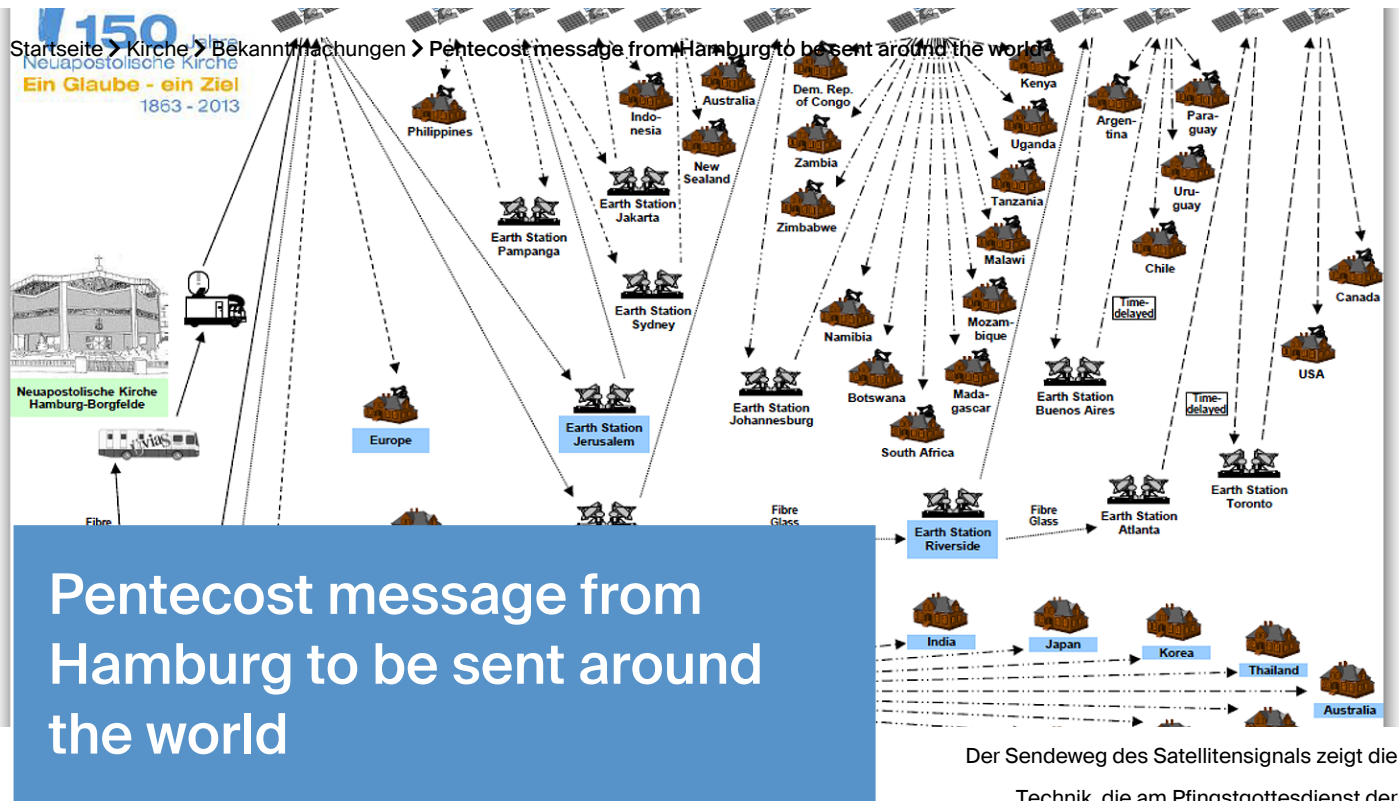 150 Jahre
Startseite > Kirche > Bekanntmachungen > Pentecost message from Hamburg to be sent around the world
Neuapostolische Kirche
Ein Glaube - ein Ziel
1863 - 2013
Philippines
Indo-
nesia
Australia
New
Sealand
Dem. Rep.
of Congo
Zambia
Zimbabwe
Kenya
Uganda
Tanzania
Malawi
Mozam-
bique
Mada-
gascar
South Africa
Botswana
Namibia
Argen-
tina
Para-
guay
Uru-
guay
Chile
Canada
USA
Time-
delayed
Time-
delayed
Earth Station
Pampanga
Earth Station
Jakarta
Earth Station
Sydney
Neuapostolische Kirche
Hamburg-Borgfelde
Europe
Earth Station
Jerusalem
Earth Station
Johannesburg
Earth Station
Buenos Aires
Earth Station
Toronto
Earth Station
Atlanta
Earth Station
Riverside
Fibre
Fibre
Glass
Fibre
Glass
India
Japan
Korea
Thailand
Australia
Pentecost message from
Hamburg to be sent around
the world
Der Sendeweg des Satellitensignals zeigt die
Technik, die am Pfingstgottesdienst der